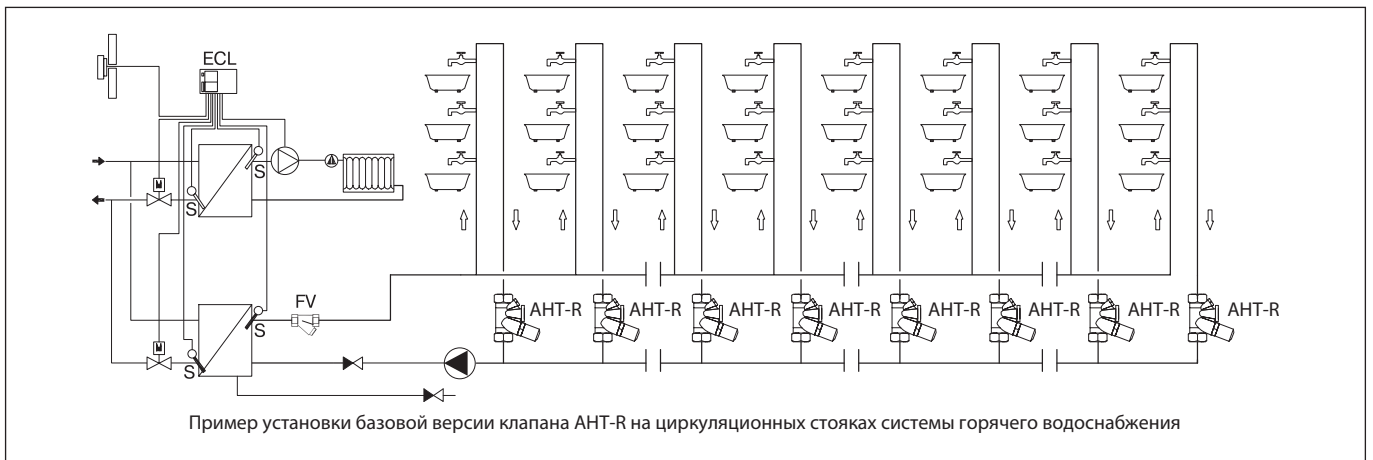 ECL
S
S
FV
S
S
AHT-R AHT-R AHT-R AHT-R AHT-R AHT-R AHT-R AHT-R
Пример установки базовой версии клапана AHT-R на циркуляционных стояках системы горячего водоснабжения